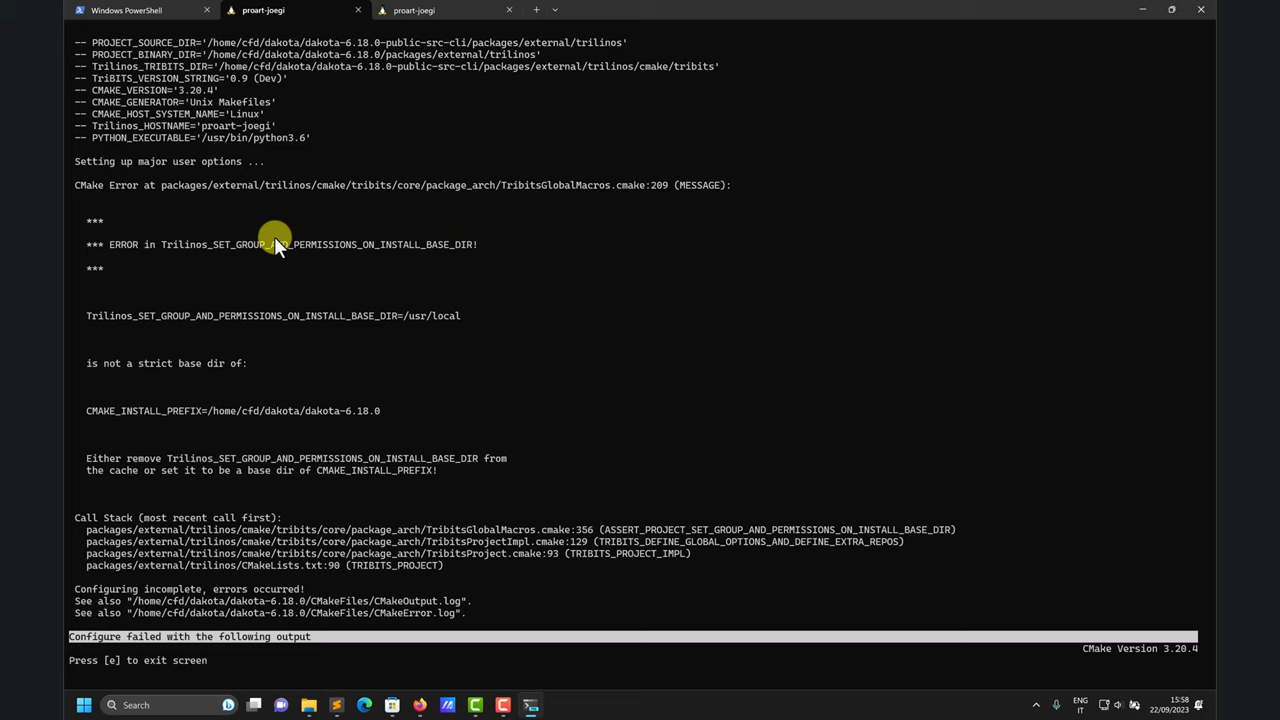 Windows PowerShell
proart-joegi
proart-joegi
-- PROJECT_SOURCE_DIR='/home/cfd/dakota/dakota-6.18.0-public-src-cli/packages/external/trilinos'
-- PROJECT_BINARY_DIR='/home/cfd/dakota/dakota-6.18.0/packages/external/trilinos'
-- Trilinos_TRIBITS_DIR='/home/cfd/dakota/dakota-6.18.0-public-src-cli/packages/external/trilinos/cmake/tribits'
-- TriBITS_VERSION_STRING='0.9 (Dev)'
-- CMAKE_VERSION='3.20.4'
-- CMAKE_GENERATOR='Unix Makefiles'
-- CMAKE_HOST_SYSTEM_NAME='Linux'
-- Trilinos_HOSTNAME='proart-joegi'
-- PYTHON_EXECUTABLE='/usr/bin/python3.6'
Setting up major user options ...
CMake Error at packages/external/trilinos/cmake/tribits/core/package_arch/TribitsGlobalMacros.cmake:209 (MESSAGE):
***
*** ERROR in Trilinos_SET_GROUP_AND_PERMISSIONS_ON_INSTALL_BASE_DIR!
***
Trilinos_SET_GROUP_AND_PERMISSIONS_ON_INSTALL_BASE_DIR=/usr/local
is not a strict base dir of:
CMAKE_INSTALL_PREFIX=/home/cfd/dakota/dakota-6.18.0
Either remove Trilinos_SET_GROUP_AND_PERMISSIONS_ON_INSTALL_BASE_DIR from
the cache or set it to be a base dir of CMAKE_INSTALL_PREFIX!
Call Stack (most recent call first):
packages/external/trilinos/cmake/tribits/core/package_arch/TribitsGlobalMacros.cmake:356 (ASSERT_PROJECT_SET_GROUP_AND_PERMISSIONS_ON_INSTALL_BASE_DIR)
packages/external/trilinos/cmake/tribits/core/package_arch/TribitsProjectImpl.cmake:129 (TRIBITS_DEFINE_GLOBAL_OPTIONS_AND_DEFINE_EXTRA_REPOS)
packages/external/trilinos/cmake/tribits/core/package_arch/TribitsProject.cmake:93 (TRIBITS_PROJECT_IMPL)
packages/external/trilinos/CMakeLists.txt:90 (TRIBITS_PROJECT)
Configuring incomplete, errors occurred!
See also "/home/cfd/dakota/dakota-6.18.0/CMakeFiles/CMakeOutput.log".
See also "/home/cfd/dakota/dakota-6.18.0/CMakeFiles/CMakeError.log".
Configure failed with the following output
CMake Version 3.20.4
Press [e] to exit screen
Search
ENG
IT
15:58
22/09/2023